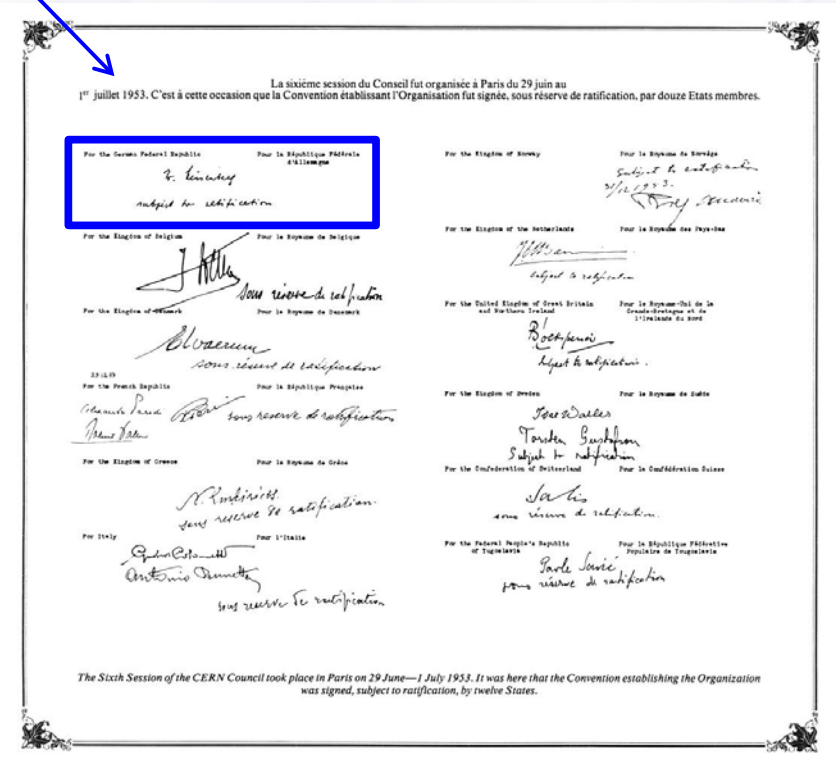 La sixième session du Conseil fut organisée à Paris du 29 juin au
1er juillet 1953. C'est à cette occasion que la Convention établissant l'Organisation fut signée, sous réserve de ratification, par douze Etats membres.
For the German Federal Republic
Pour la République Fédérale
d'Allemagne
subject to ratification
For the Kingdom of Belgium
Pour le Royaume de Belgique
sous réserve de ratification
For the Kingdom of Denmark
Pour le Royaume de Danemark
sous réserve de ratification
For the French Republic
Pour la République Française
sous reserve de ratification
For the Kingdom of Greece
Pour le Royaume de Grèce
sous reserve de ratification.
For Italy
Pour l'Italie
Antonio
sous reserve de ratification
For the Kingdom of Norway
Pour le Royaume de Norvège
Subject to ratification
For the Kingdom of the Netherlands
Pour le Royaume des Pays-Bas
Subject to ratification
For the United Kingdom of Great Britain
and Northern Ireland
Pour le Royaume-Uni de la
Grande-Bretagne et de
l'Irelande du Nord
Subject to ratification.
For the Kingdom of Sweden
Pour le Royaume de Suède
Torsten Gustafson
Subject to ratification
For the Confederation of Switzerland
Pour la Confédération Suisse
Salis
sous réserve de ratification.
For the Federal People's Republic
of Yugoslavia
Pour la République Fédérative
Populaire de Yougoslavie
Pavle Savić
sous réserve de ratification
The Sixth Session of the CERN Council took place in Paris on 29 June—1 July 1953. It was here that the Convention establishing the Organization
was signed, subject to ratification, by twelve States.